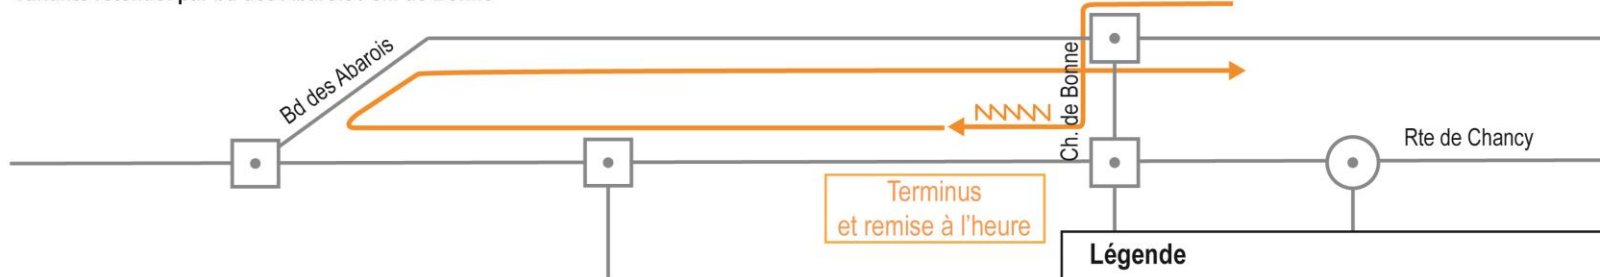 Bd des Abarois
Ch. de Bonne
Rte de Chancy
Terminus
et remise à l'heure
Légende